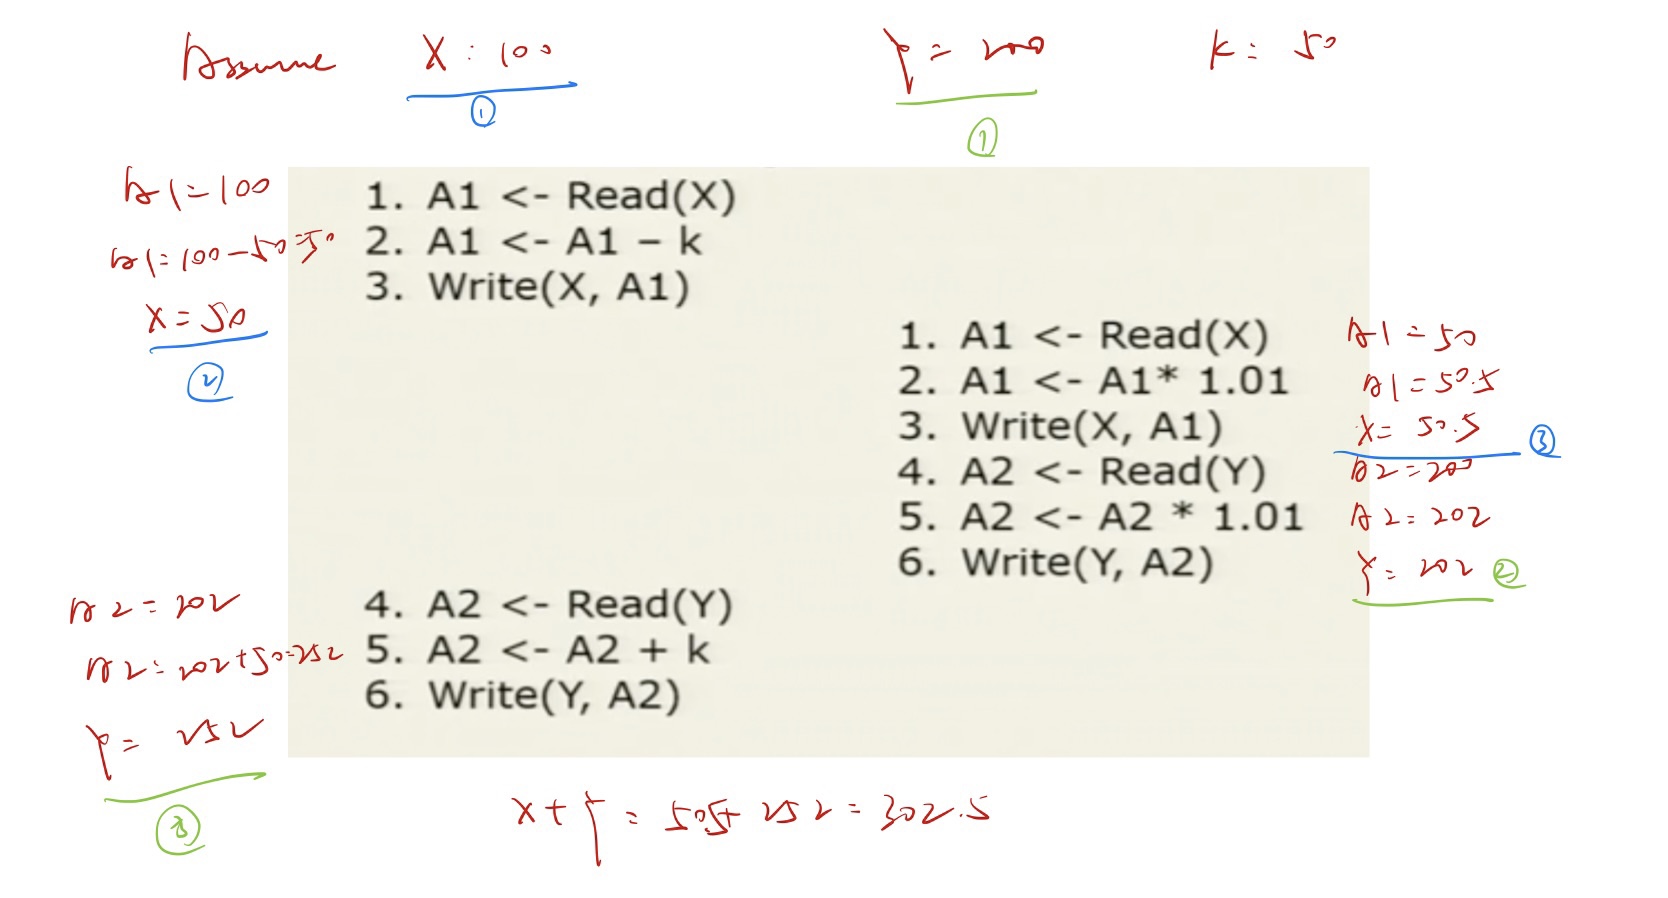 Assume X : 100 Y = 200 k = 50
① ①
A1 = 100
1. A1 <- Read(X)
A1 = 100 - 50 = 50
2. A1 <- A1 – k
3. Write(X, A1)
X = 50
②
1. A1 <- Read(X) A1 = 50
2. A1 <- A1* 1.01 A1 = 50.5
3. Write(X, A1) X = 50.5 ③
4. A2 <- Read(Y) A2 = 200
5. A2 <- A2 * 1.01 A2 = 202
6. Write(Y, A2) Y = 202 ②
A2 = 202 4. A2 <- Read(Y)
A2 = 202 + 50 = 252 5. A2 <- A2 + k
6. Write(Y, A2)
Y = 252
③
X + Y = 50.5 + 252 = 302.5